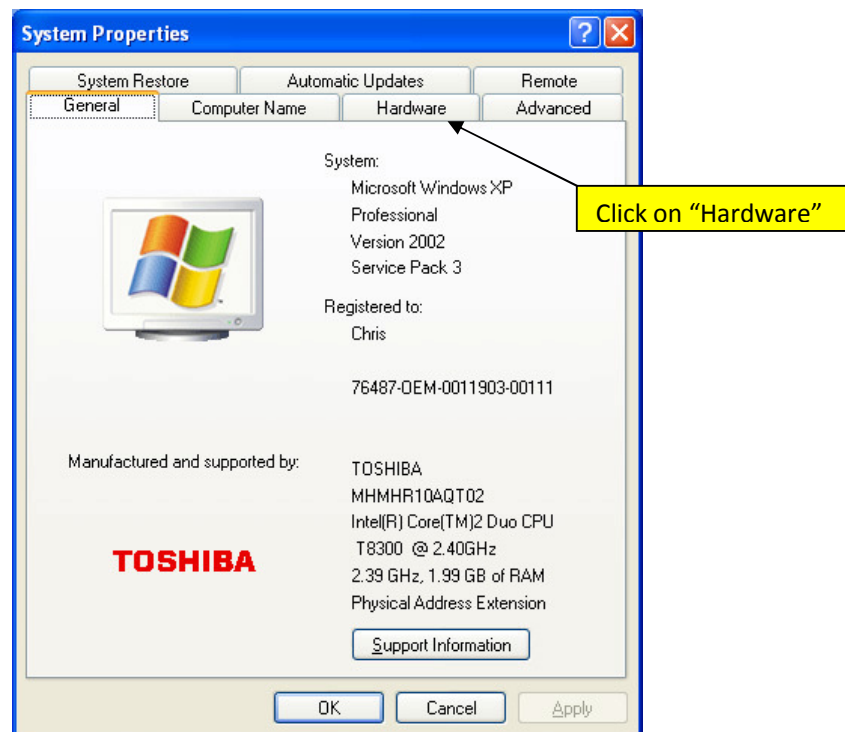 System Properties
System Restore Automatic Updates Remote
General Computer Name Hardware Advanced
System:
Microsoft Windows XP
Professional
Version 2002
Service Pack 3
Click on “Hardware”
Registered to:
Chris
76487-OEM-0011903-00111
Manufactured and supported by:
TOSHIBA
TOSHIBA
MHMHR10AQT02
Intel(R) Core(TM)2 Duo CPU
T8300 @ 2.40GHz
2.39 GHz, 1.99 GB of RAM
Physical Address Extension
Support Information
OK Cancel Apply